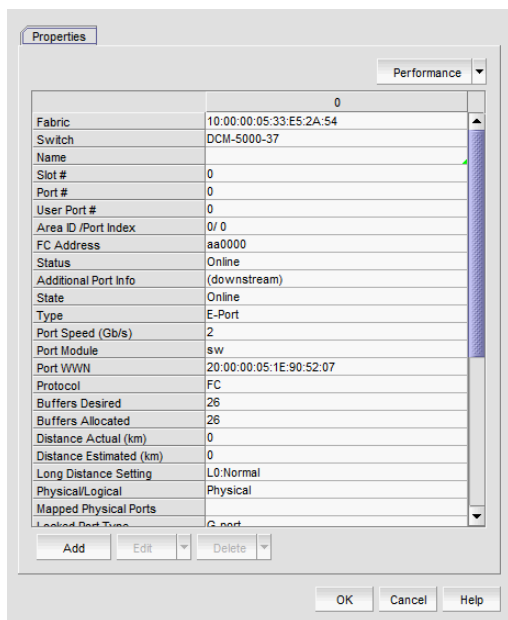 Properties
Performance
0
Fabric 10:00:00:05:33:E5:2A:54
Switch DCM-5000-37
Name
Slot # 0
Port # 0
User Port # 0
Area ID /Port Index 0/ 0
FC Address aa0000
Status Online
Additional Port Info (downstream)
State Online
Type E-Port
Port Speed (Gb/s) 2
Port Module sw
Port WWN 20:00:00:05:1E:90:52:07
Protocol FC
Buffers Desired 26
Buffers Allocated 26
Distance Actual (km) 0
Distance Estimated (km) 0
Long Distance Setting L0:Normal
Physical/Logical Physical
Mapped Physical Ports
Locked Port Type G-port
Add Edit Delete
OK Cancel Help